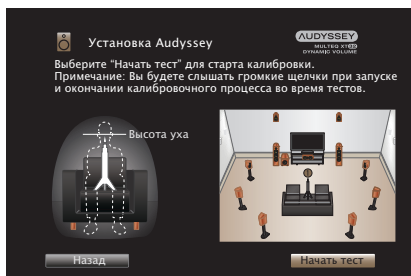 Установка Audyssey
AUDYSSEY
MULTEQ XT32
DYNAMIC VOLUME
Выберите “Начать тест” для старта калибровки.
Примечание: Вы будете слышать громкие щелчки при запуске
и окончании калибровочного процесса во время тестов.
Высота уха
Назад
Начать тест